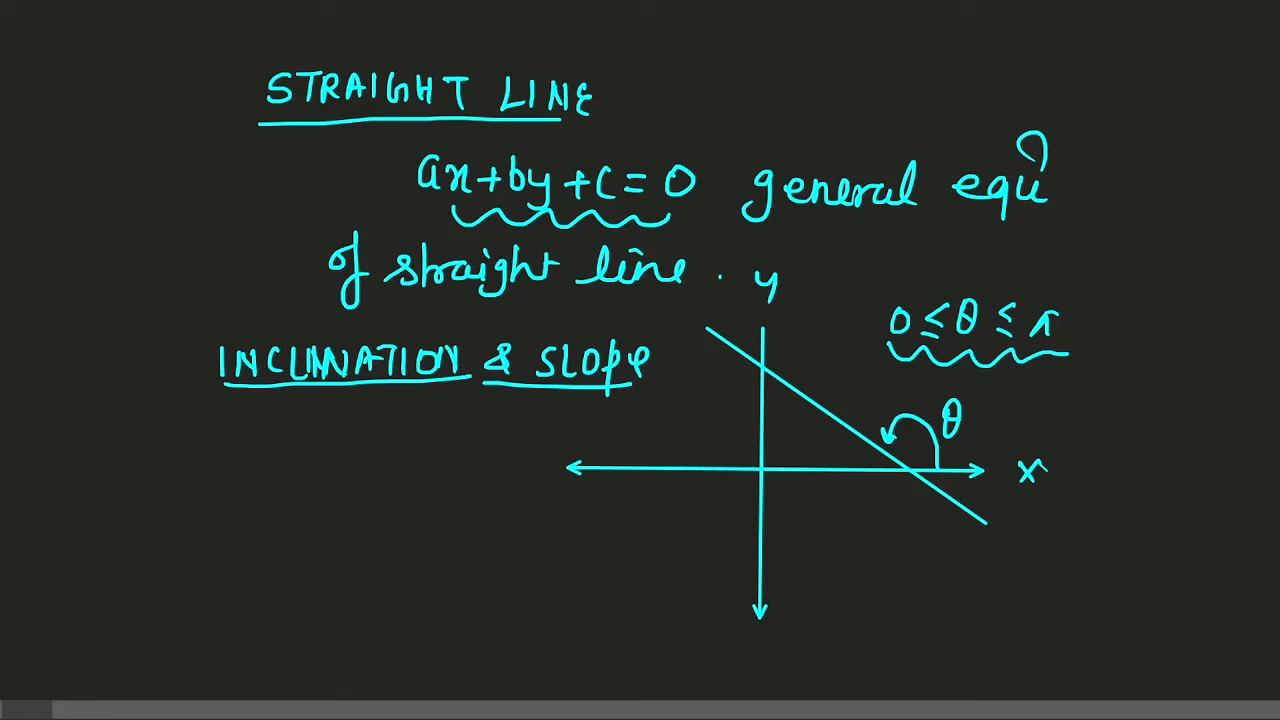 STRAIGHT LINE
ax+by+c=0 general equ
of straight line.
y
0 ≤ θ ≤ π
INCLINATION & SLOPE
θ
x